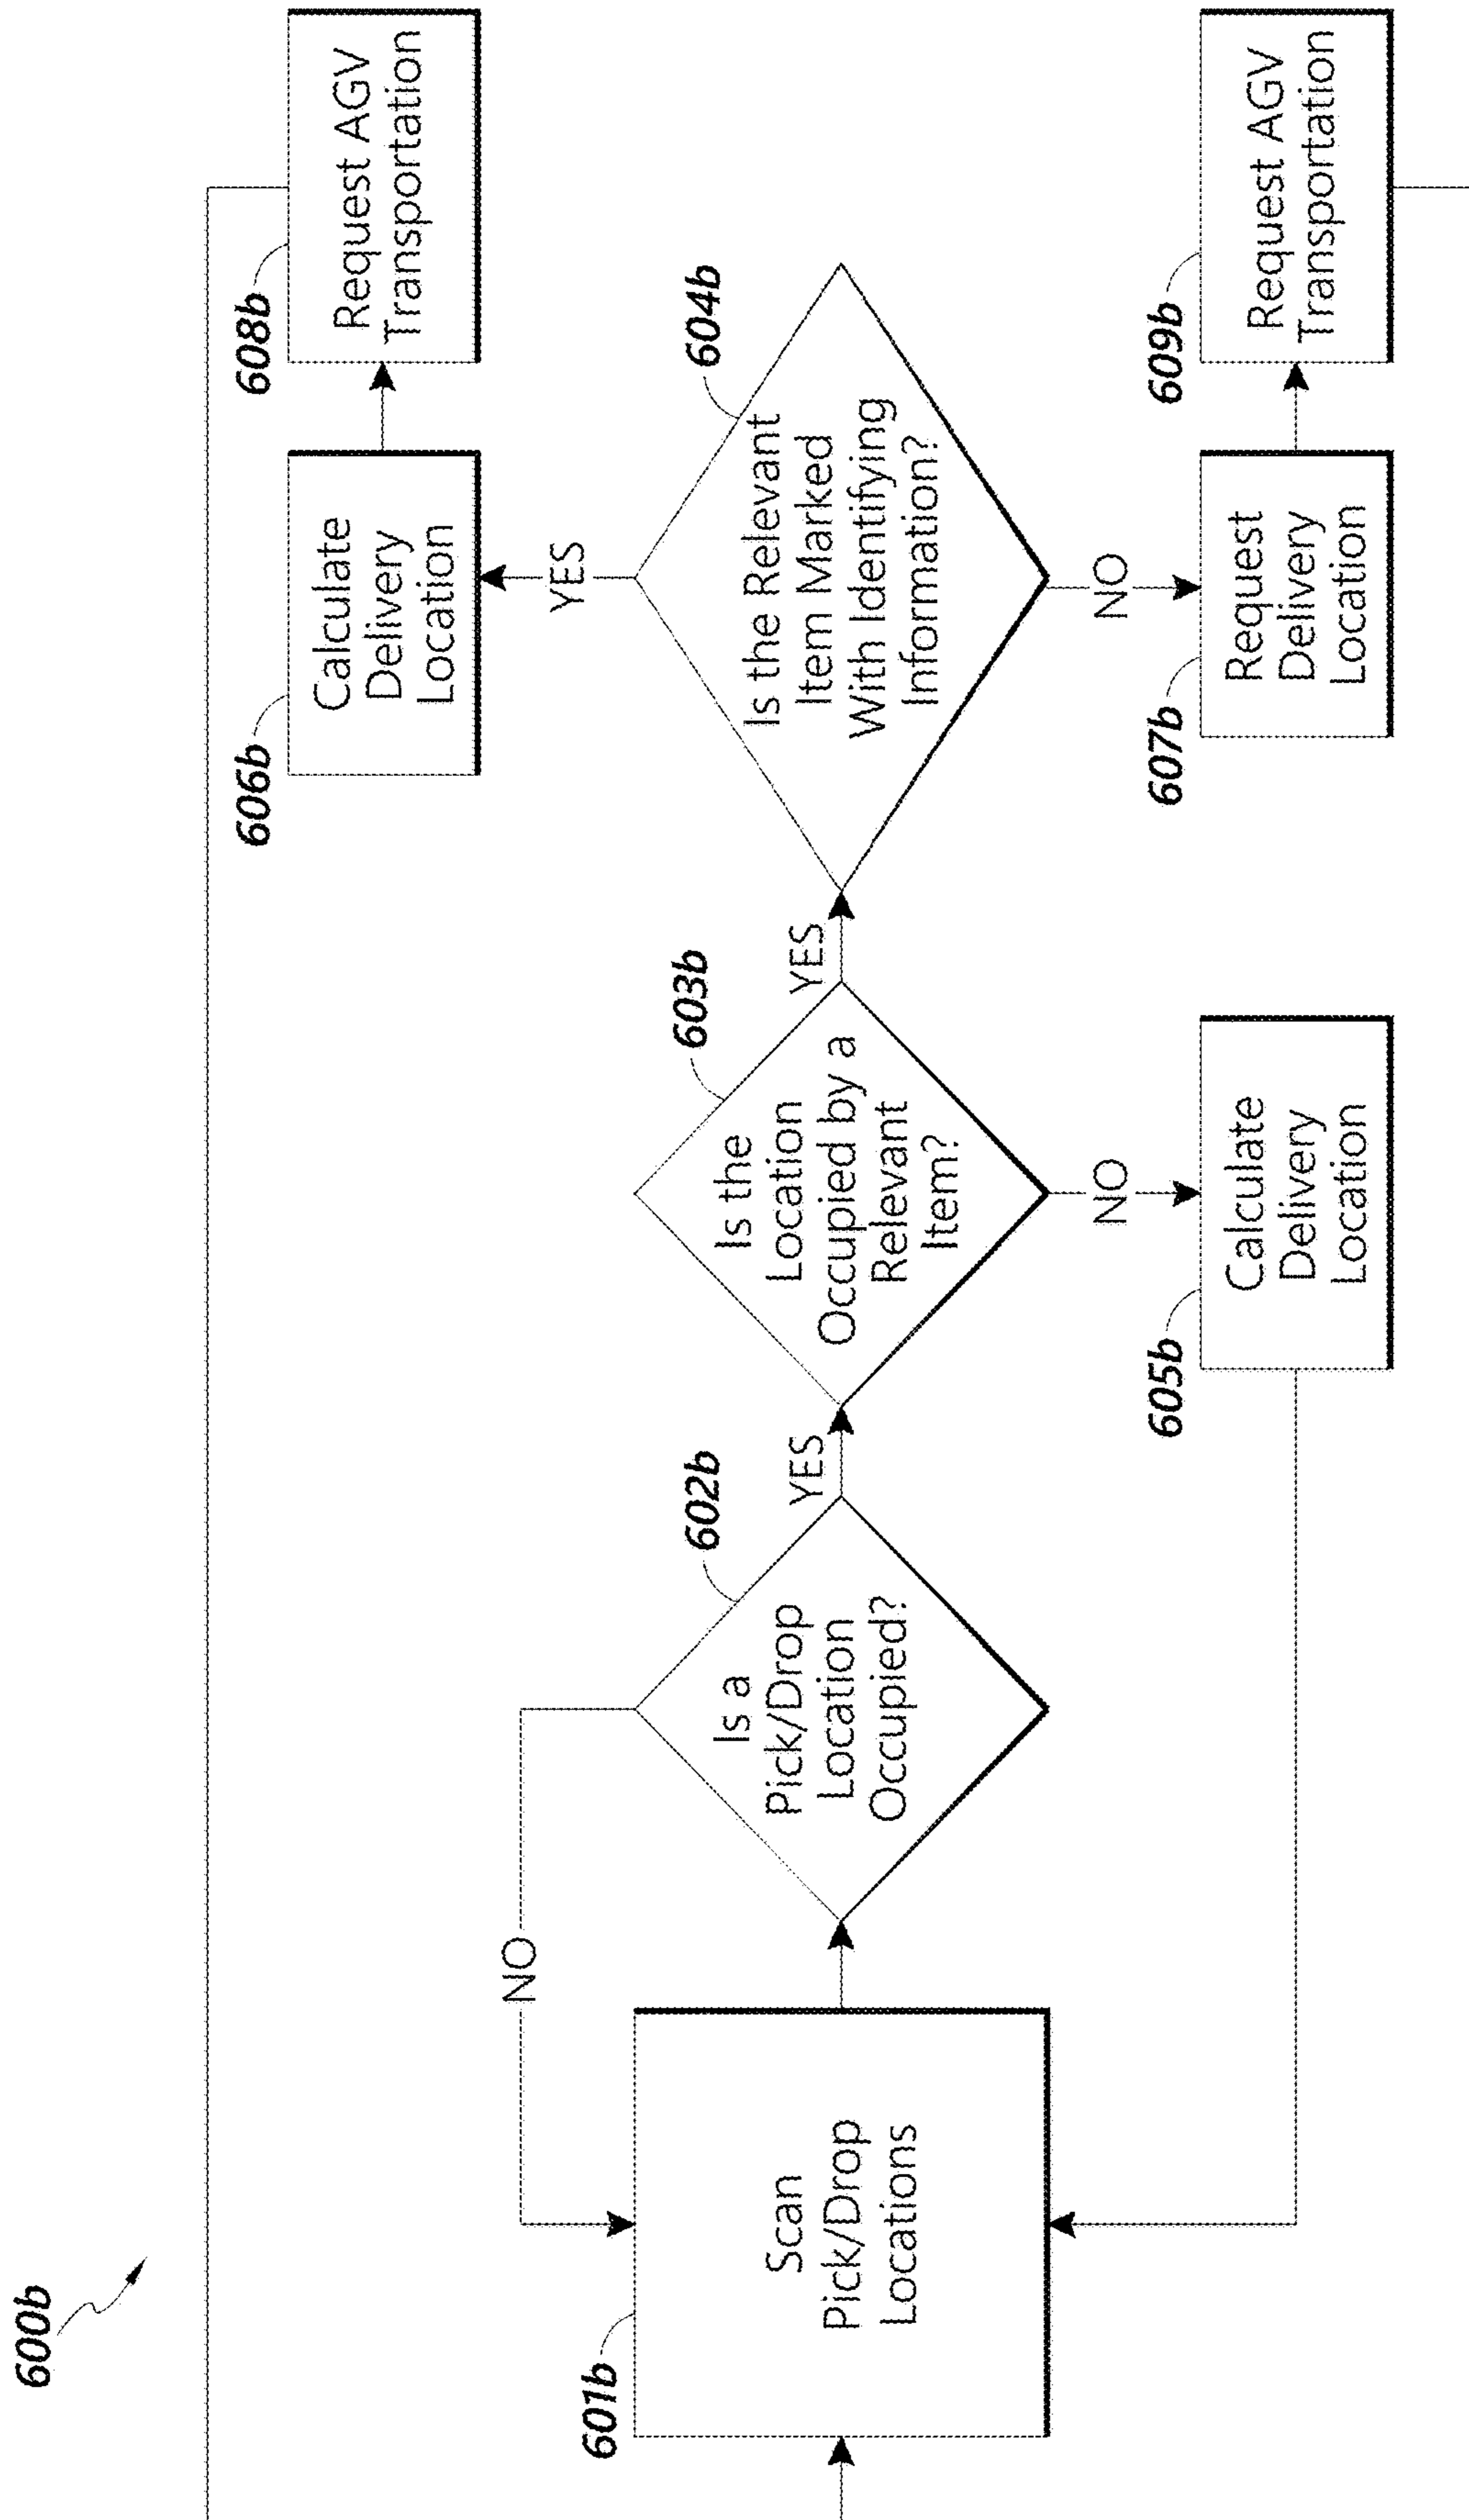 600b
601b
Scan
Pick/Drop
Locations
NO
602b
Is a
Pick/Drop
Location
Occupied?
YES
603b
Is the
Location
Occupied by a
Relevant
Item?
YES
NO
605b
Calculate
Delivery
Location
604b
Is the Relevant
Item Marked
With Identifying
Information?
YES
606b
Calculate
Delivery
Location
608b
Request AGV
Transportation
NO
607b
Request
Delivery
Location
609b
Request AGV
Transportation